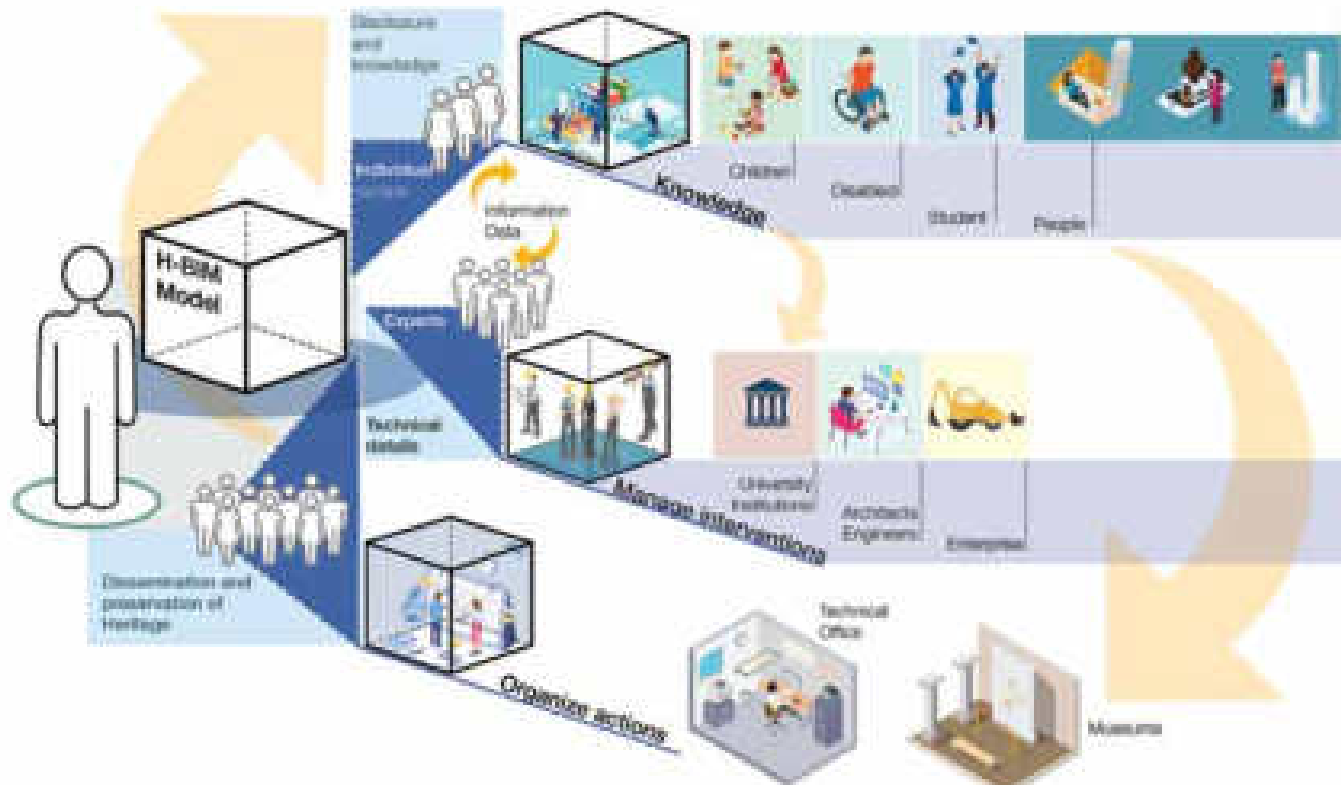 Disclosure
and
knowledge
Individual
Information
Data
Knowledge
Children
Disabled
Student
People
H-BIM
Model
Experts
Technical
details
Manage interventions
University
Institutions
Architects
Engineers
Enterprise
Dissemination and
preservation of
Heritage
Organize actions
Technical
Office
Museums